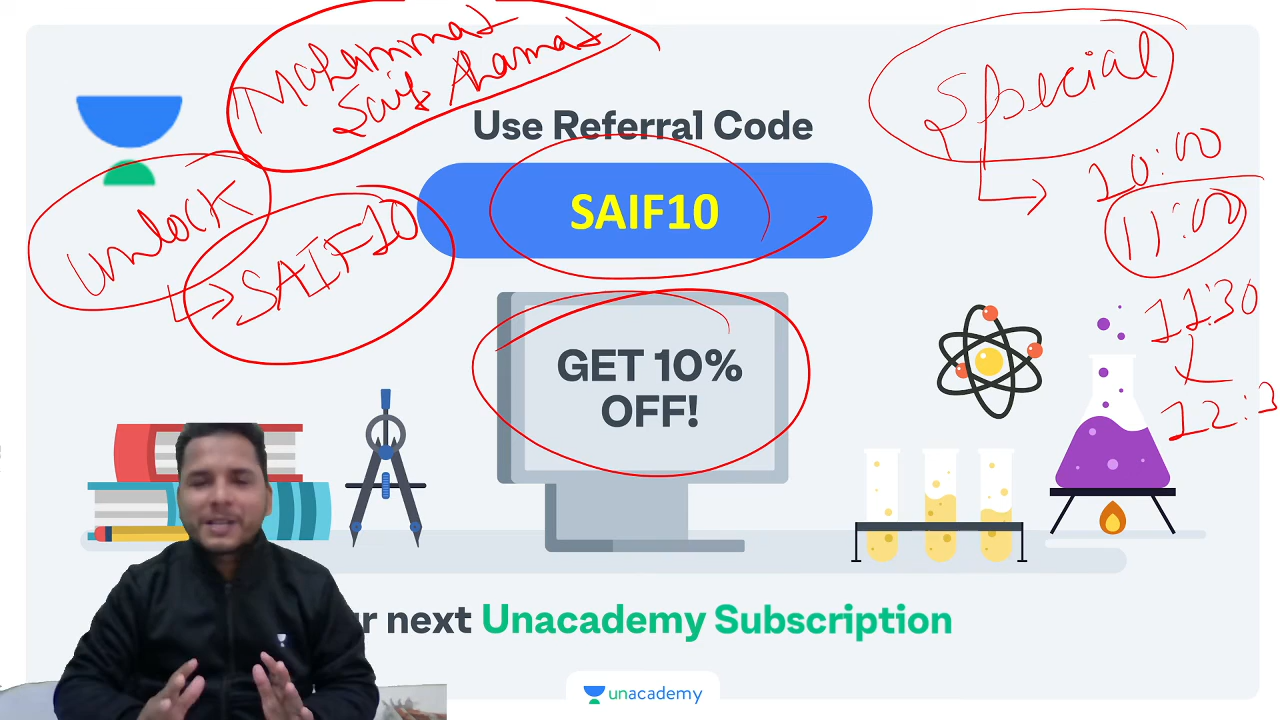 Mohammad
Saif Ahamad
Special
Use Referral Code
10:00
unlock
SAIF10
SAIF10
11:00
11:30
GET 10%
OFF!
ur next Unacademy Subscription
unacademy